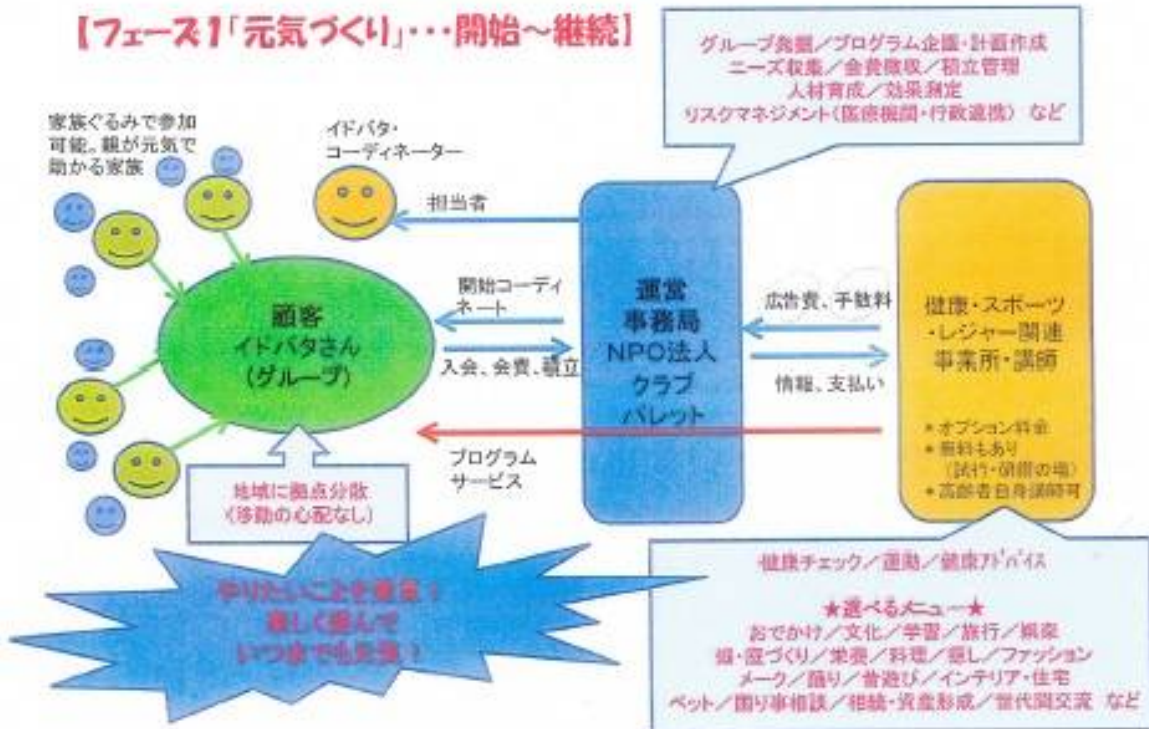 【フェーズ1「元気づくり」・・・開始～継続】
グループ発掘／プログラム企画・計画作成
ニーズ収集／会費徴収／積立管理
人材育成／効果測定
リスクマネジメント（医療機関・行政連携） など
家族ぐるみで参加
可能。親が元気で
助かる家族
イドバタ・
コーディネーター
担当者
顧客
イドバタさん
（グループ）
開始コーディ
ネート
入会、会費、積立
運営
事務局
NPO法人
クラブ
パレット
広告費、手数料
情報、支払い
健康・スポーツ
・レジャー関連
事業所・講師
＊オプション料金
＊無料もあり
（試行・研修の場）
＊高齢者自身講師可
プログラム
サービス
地域に拠点分散
（移動の心配なし）
やりたいことを
楽しく
いつまでも元気！
健康チェック／運動／健康ｱﾄﾞﾊﾞｲｽ
★選べるメニュー★
おでかけ／文化／学習／旅行／娯楽
畑・庭づくり／栄養／料理／癒し／ファッション
メーク／踊り／昔遊び／インテリア・住宅
ペット／困り事相談／相続・資産形成／世代間交流 など